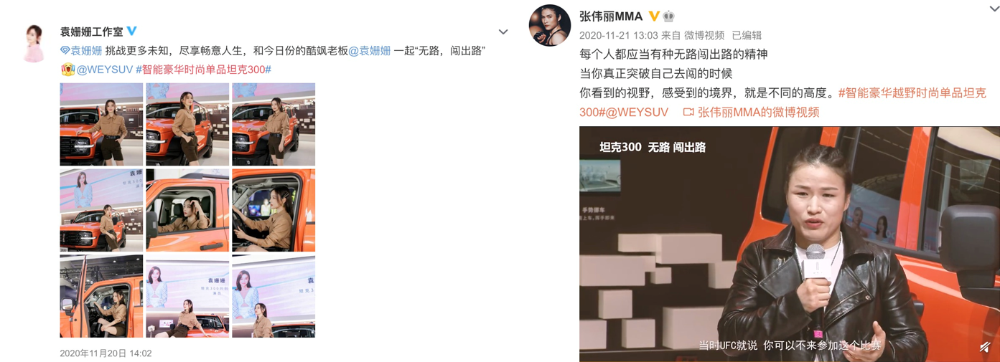 袁姗姗工作室
袁姗姗 挑战更多未知，尽享畅意人生，和今日份的酷飒老板@袁姗姗 一起“无路，闯出路”
@WEYSUV #智能豪华时尚单品坦克300#
袁姗姗
袁姗姗
袁姗
2020年11月20日 14:02
张伟丽MMA
2020-11-21 13:03 来自 微博视频 已编辑
每个人都应当有种无路闯出路的精神
当你真正突破自己去闯的时候
你看到的视野，感受到的境界，就是不同的高度。#智能豪华越野时尚单品坦克
300#@WEYSUV 张伟丽MMA的微博视频
坦克300 无路 闯出路
手势挪车
当时UFC就说 你可以不来参加这个比赛